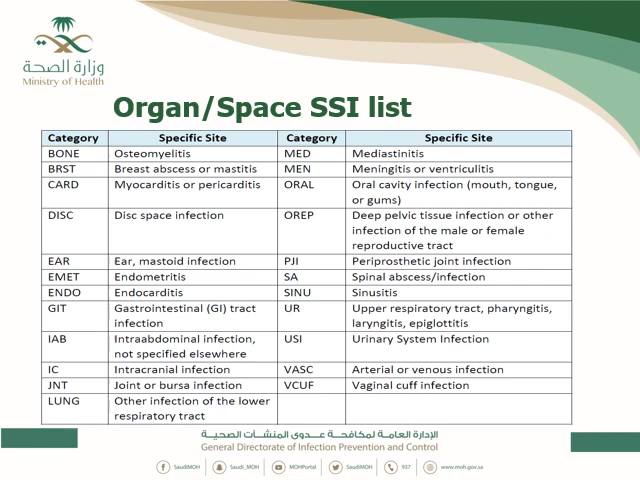 وزارة الصحة
Ministry of Health
Organ/Space SSI list
Category Specific Site Category Specific Site
BONE Osteomyelitis MED Mediastinitis
BRST Breast abscess or mastitis MEN Meningitis or ventriculitis
CARD Myocarditis or pericarditis ORAL Oral cavity infection (mouth, tongue,
or gums)
DISC Disc space infection OREP Deep pelvic tissue infection or other
infection of the male or female
reproductive tract
EAR Ear, mastoid infection PJI Periprosthetic joint infection
EMET Endometritis SA Spinal abscess/infection
ENDO Endocarditis SINU Sinusitis
GIT Gastrointestinal (GI) tract UR Upper respiratory tract, pharyngitis,
infection laryngitis, epiglottitis
IAB Intraabdominal infection, USI Urinary System Infection
not specified elsewhere
IC Intracranial infection VASC Arterial or venous infection
JNT Joint or bursa infection VCUF Vaginal cuff infection
LUNG Other infection of the lower
respiratory tract
الإدارة العامة لمكافحة عدوى المنشآت الصحية
General Directorate of Infection Prevention and Control
SaudiMOH Saudi_MOH MOHPortal SaudiMOH 937 www.moh.gov.sa